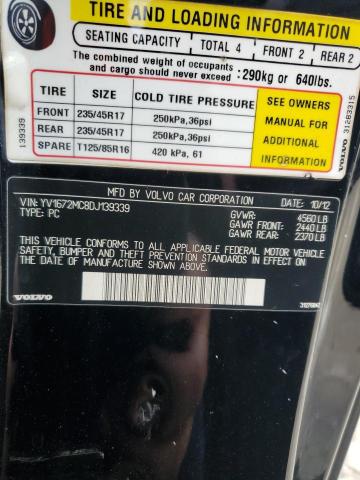 TIRE AND LOADING INFORMATION
SEATING CAPACITY TOTAL 4 FRONT 2 REAR 2
The combined weight of occupants and cargo should never exceed :290kg or 640lbs.
TIRE SIZE COLD TIRE PRESSURE
FRONT 235/45R17 250kPa,36psi
REAR 235/45R17 250kPa,36psi
SPARE T125/85R16 420 kPa, 61
SEE OWNERS
MANUAL FOR
ADDITIONAL
INFORMATION
139339
VOLVO
31283315
MFD BY VOLVO CAR CORPORATION DATE: 10/12
VIN: YV1672MC8DJ139339
TYPE: PC
GVWR: 4560 LB
GAWR FRONT: 2440 LB
GAWR REAR: 2370 LB
THIS VEHICLE CONFORMS TO ALL APPLICABLE FEDERAL MOTOR VEHICLE
SAFETY, BUMPER AND THEFT PREVENTION STANDARDS IN EFFECT ON
THE DATE OF MANUFACTURE SHOWN ABOVE.
VOLVO